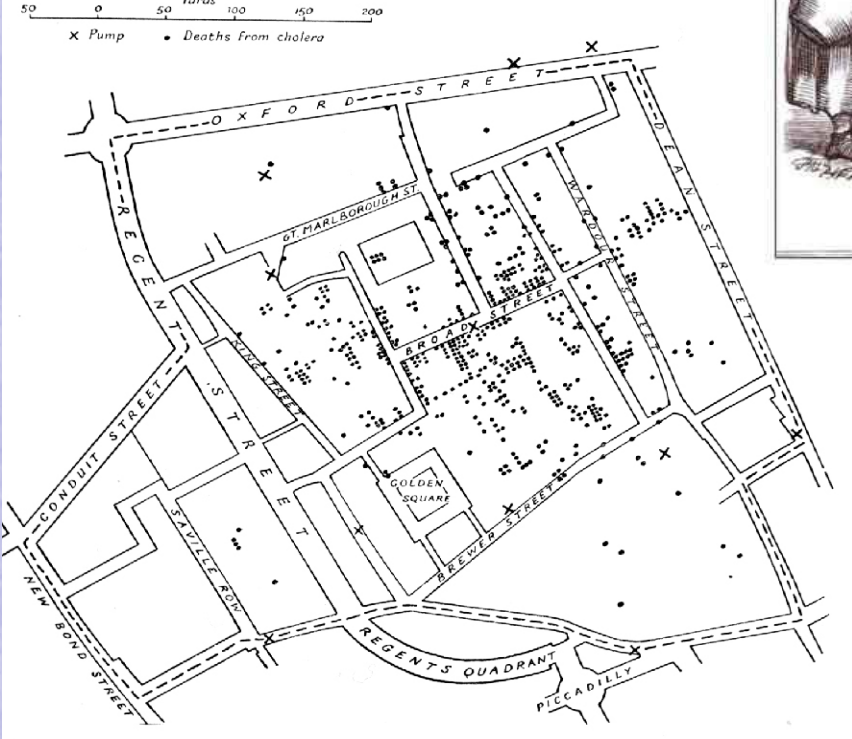 Yards
50 0 50 100 150 200
x Pump • Deaths from cholera
OXFORD STREET
DEAN STREET
REGENT STREET
GT. MARLBOROUGH ST.
WARDOUR STREET
BROAD STREET
KING STREET
CONDUIT STREET
GOLDEN
SQUARE
SAVILLE ROW
BREWER STREET
NEW BOND STREET
REGENTS QUADRANT
PICCADILLY